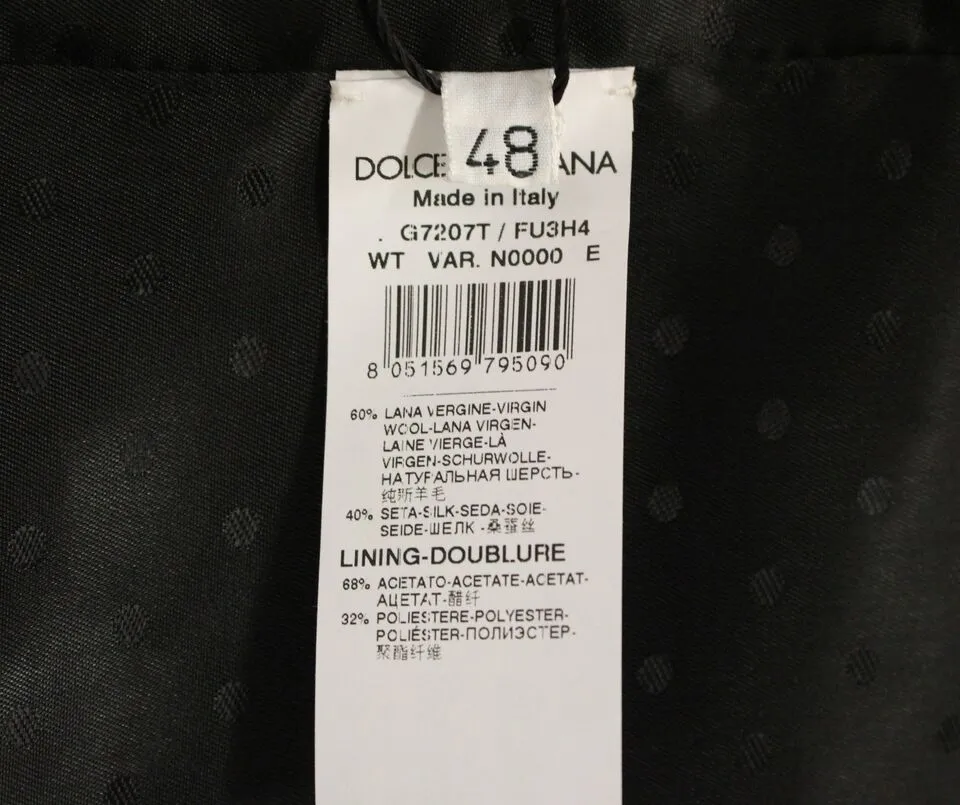 48
DOLCE ANA
Made in Italy
. G7207T / FU3H4
WT VAR. N0000 E
8 051569 795090
60% LANA VERGINE-VIRGIN
WOOL-LANA VIRGEN-
LAINE VIERGE-LÀ
VIRGEN-SCHURWOLLE-
НАТУРАЛЬНАЯ ШЕРСТЬ-
纯新羊毛
40% SETA-SILK-SEDA-SOIE-
SEIDE-ШЕЛК -桑蚕丝
LINING-DOUBLURE
68% ACETATO-ACETATE-ACETAT-
АЦЕТАТ-醋纤
32% POLIESTERE-POLYESTER-
POLIÉSTER-ПОЛИЭСТЕР-
聚酯纤维